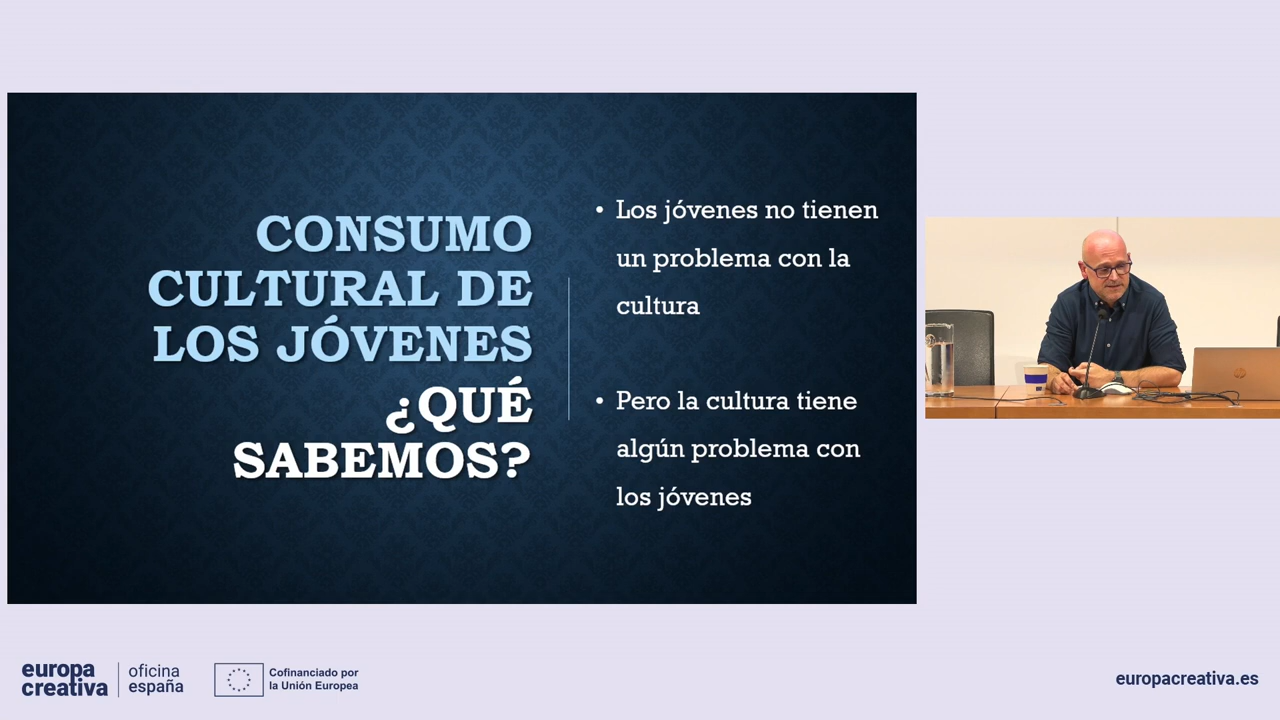 CONSUMO
CULTURAL DE
LOS JÓVENES
¿QUÉ
SABEMOS?
• Los jóvenes no tienen
un problema con la
cultura
• Pero la cultura tiene
algún problema con
los jóvenes
europa
creativa
oficina
españa
Cofinanciado por
la Unión Europea
europacreativa.es